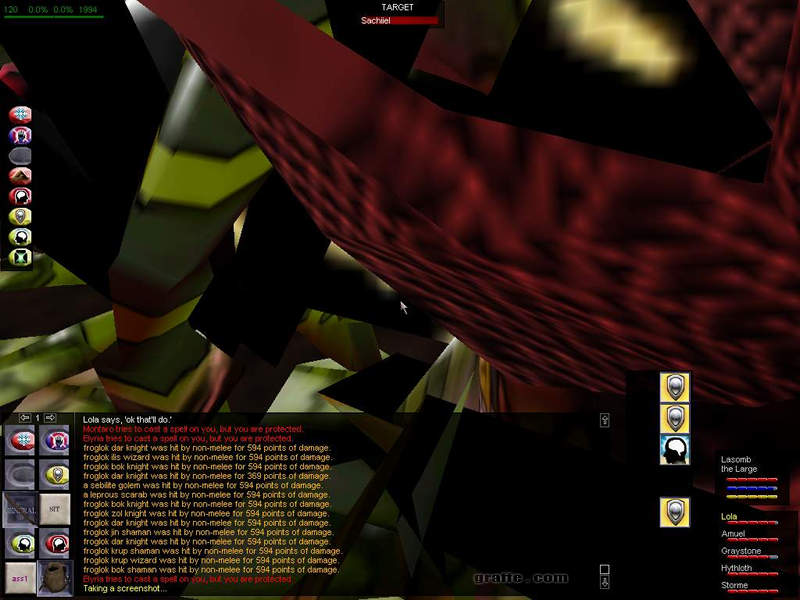 120 0.0% 0.0% 1994
TARGET
Sachiiel
1
Lola says, 'ok that'll do.'
Montaro tries to cast a spell on you, but you are protected.
Elyria tries to cast a spell on you, but you are protected.
froglok dar knight was hit by non-melee for 594 points of damage.
froglok ilis wizard was hit by non-melee for 594 points of damage.
froglok bok knight was hit by non-melee for 594 points of damage.
froglok dar knight was hit by non-melee for 369 points of damage.
a sebilite golem was hit by non-melee for 594 points of damage.
a leprous scarab was hit by non-melee for 594 points of damage.
froglok bok knight was hit by non-melee for 594 points of damage.
froglok zol knight was hit by non-melee for 594 points of damage.
froglok dar knight was hit by non-melee for 594 points of damage.
froglok jin shaman was hit by non-melee for 594 points of damage.
froglok dar knight was hit by non-melee for 594 points of damage.
froglok krup shaman was hit by non-melee for 594 points of damage.
froglok krup wizard was hit by non-melee for 594 points of damage.
froglok bok shaman was hit by non-melee for 594 points of damage.
Elyria tries to cast a spell on you, but you are protected.
Taking a screenshot...
SIT
ass1
graffe.com
Lasomb
the Large
Lola
Amuel
Graystone
Hythloth
Storme